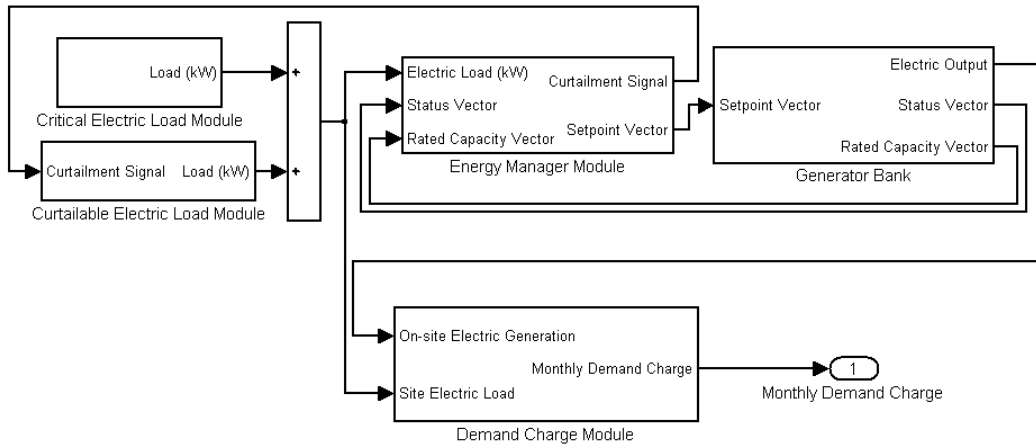 Load (kW)
+
Critical Electric Load Module
Curtailment Signal
Load (kW)
+
Curtailable Electric Load Module
Electric Load (kW)
Status Vector
Rated Capacity Vector
Curtailment Signal
Setpoint Vector
Energy Manager Module
Setpoint Vector
Electric Output
Status Vector
Rated Capacity Vector
Generator Bank
On-site Electric Generation
Site Electric Load
Monthly Demand Charge
Demand Charge Module
1
Monthly Demand Charge